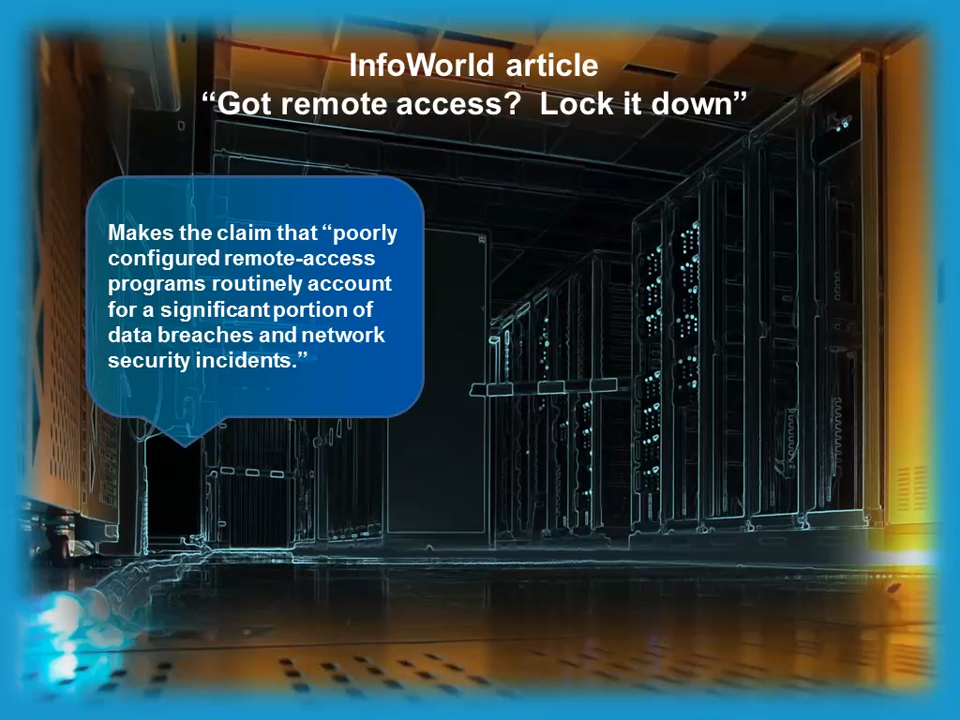 InfoWorld article
“Got remote access?  Lock it down”
Makes the claim that “poorly
configured remote-access
programs routinely account
for a significant portion of
data breaches and network
security incidents.”